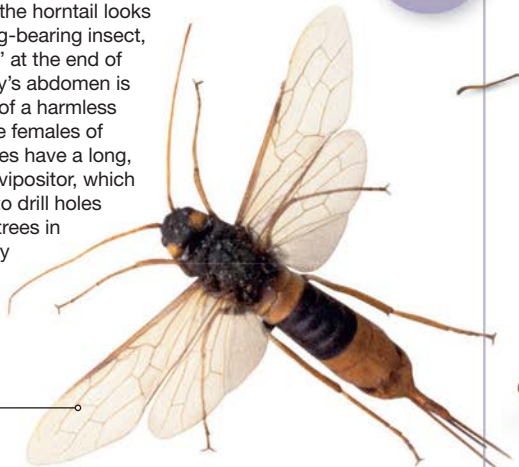 the horntail looks
g-bearing insect,
” at the end of
y’s abdomen is
of a harmless
e females of
es have a long,
vipositor, which
to drill holes
trees in
y